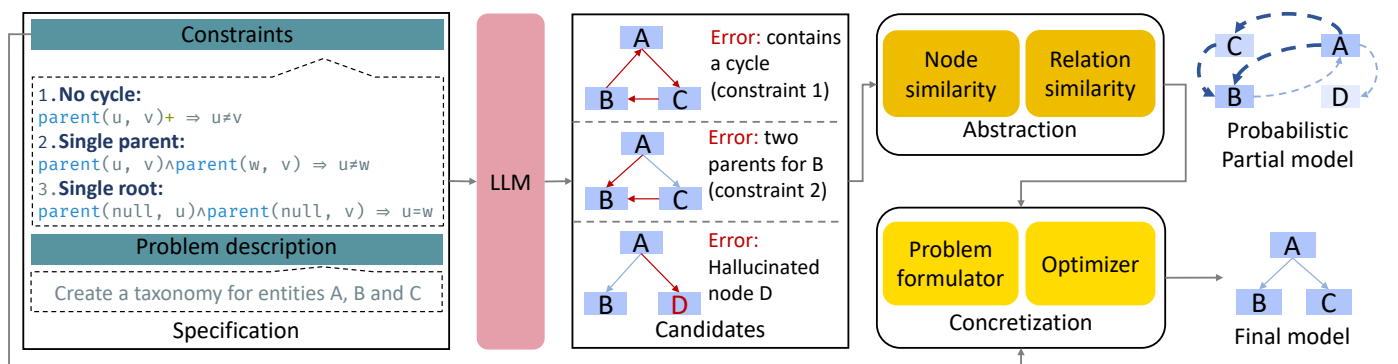 Constraints
1.No cycle:
parent(u, v)+ ⇒ u≠v
2.Single parent:
parent(u, v)∧parent(w, v) ⇒ u≠w
3.Single root:
parent(null, u)∧parent(null, v) ⇒ u=w
Problem description
Create a taxonomy for entities A, B and C
Specification
LLM
A
B
C
Error: contains
a cycle
(constraint 1)
A
B
C
Error: two
parents for B
(constraint 2)
A
B
D
Error:
Hallucinated
node D
Candidates
Node
similarity
Relation
similarity
Abstraction
C
A
B
D
Probabilistic
Partial model
Problem
formulator
Optimizer
Concretization
A
B
C
Final model